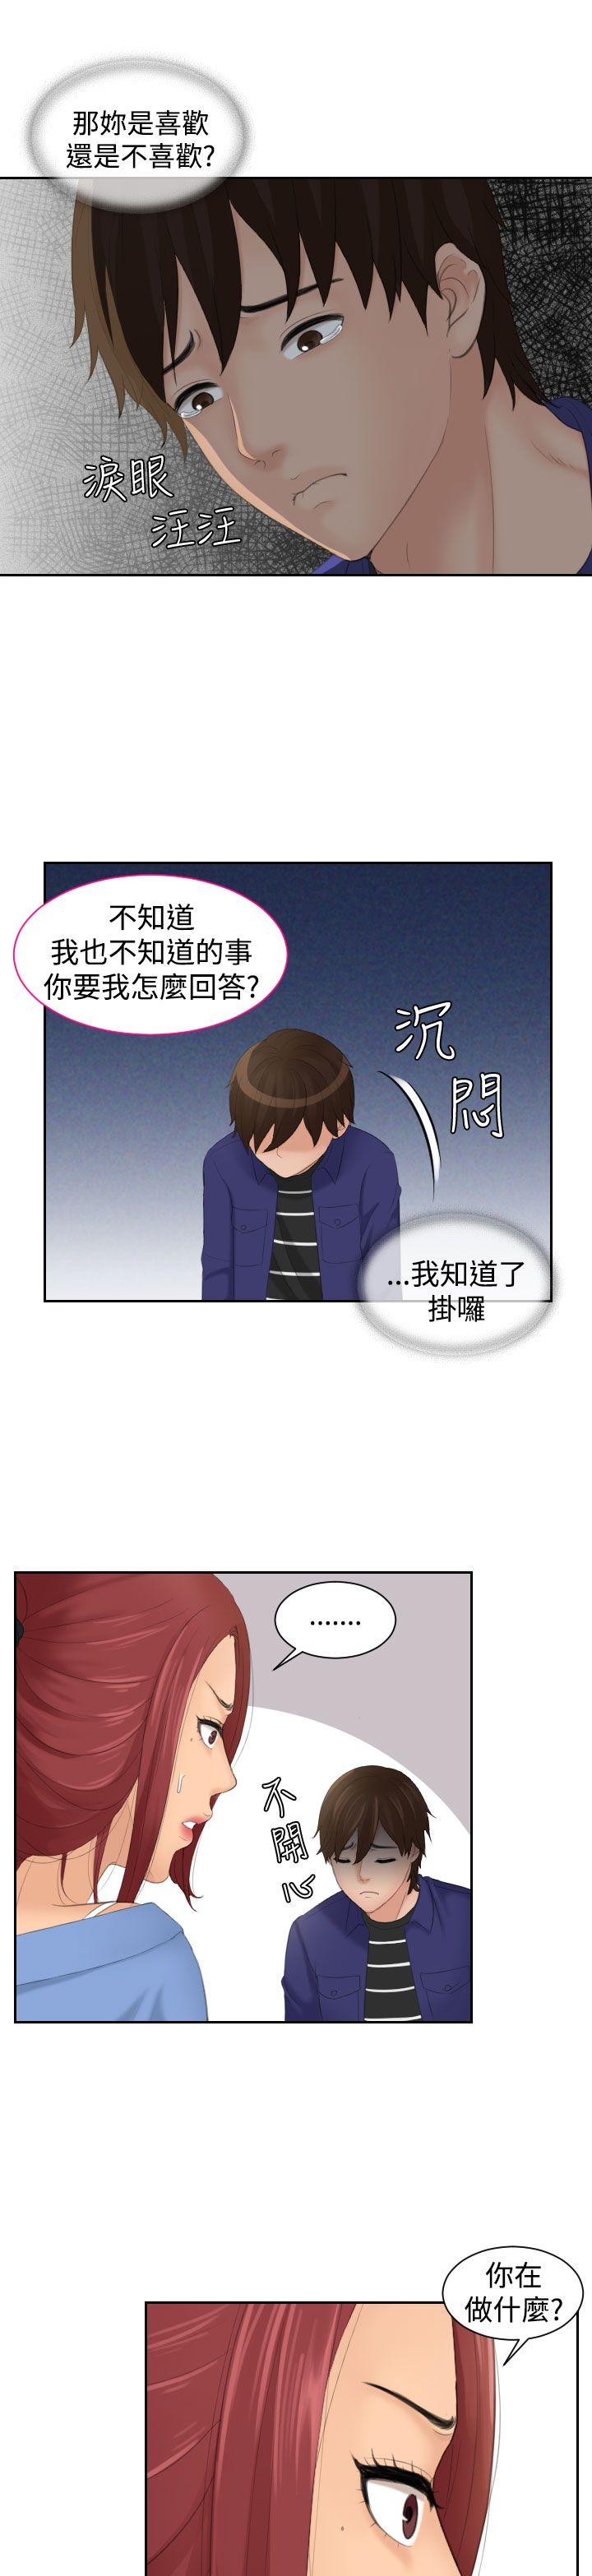 那妳是喜歡
還是不喜歡?
淚眼
汪汪
不知道
我也不知道的事
你要我怎麼回答?
沉
悶
...我知道了
掛囉
.......
不
開
心
你在
做什麼?